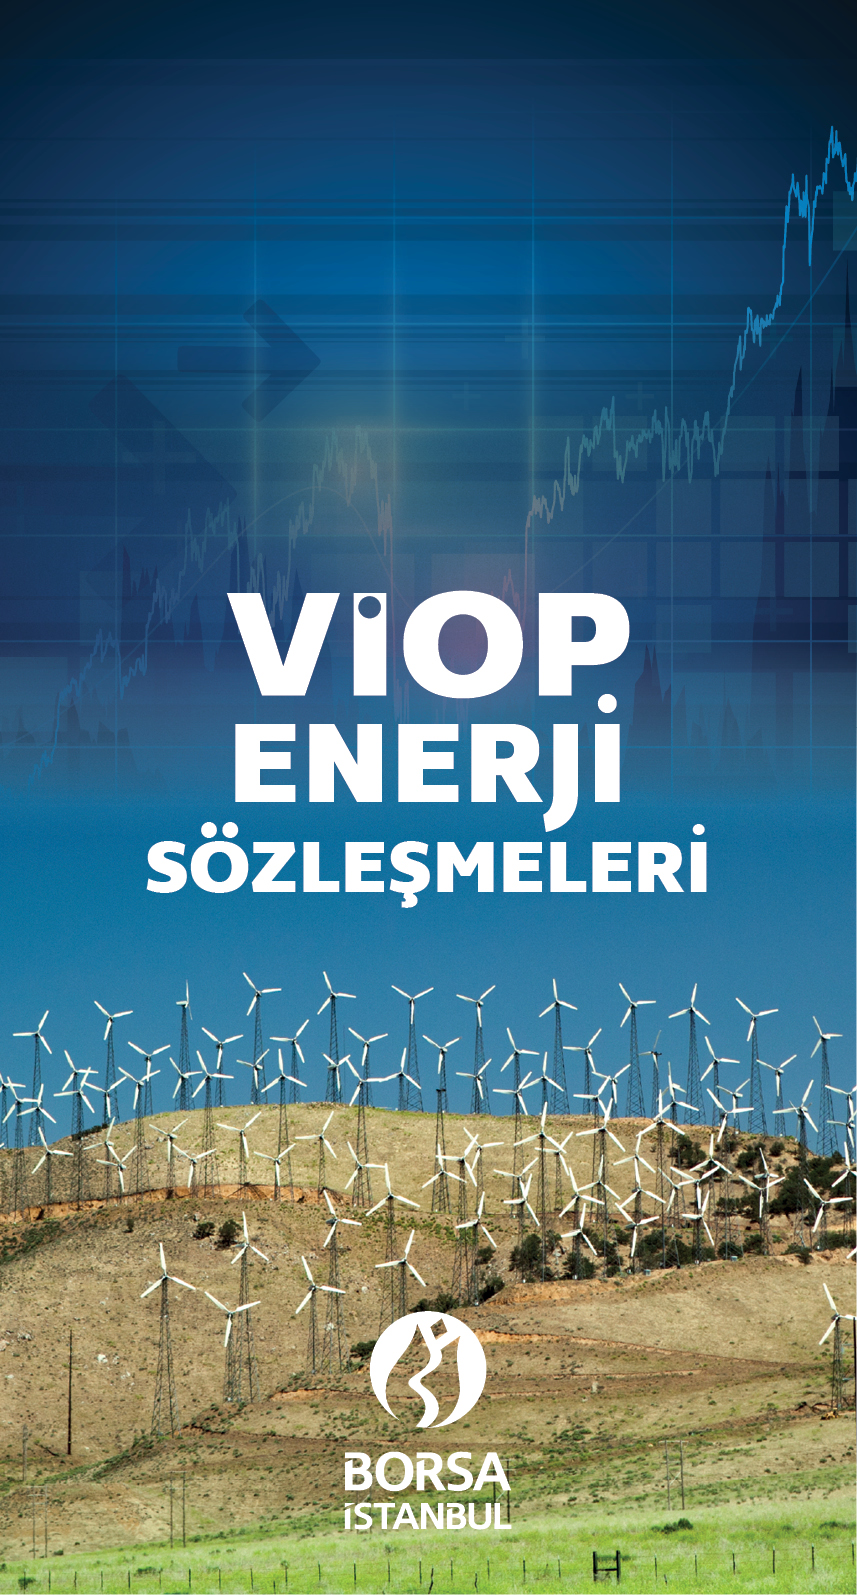 VİOP
ENERJİ
SÖZLEŞMELERİ
BORSA
İSTANBUL